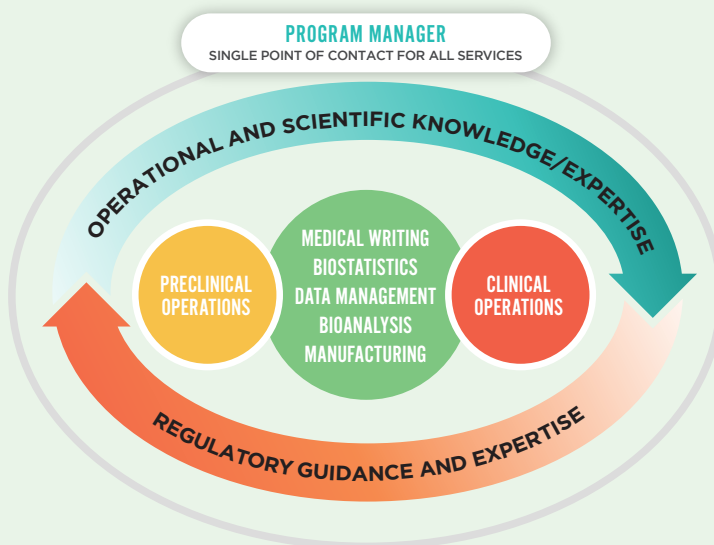 PROGRAM MANAGER
SINGLE POINT OF CONTACT FOR ALL SERVICES
OPERATIONAL AND SCIENTIFIC KNOWLEDGE/EXPERTISE
PRECLINICAL
OPERATIONS
MEDICAL WRITING
BIOSTATISTICS
DATA MANAGEMENT
BIOANALYSIS
MANUFACTURING
CLINICAL
OPERATIONS
REGULATORY GUIDANCE AND EXPERTISE